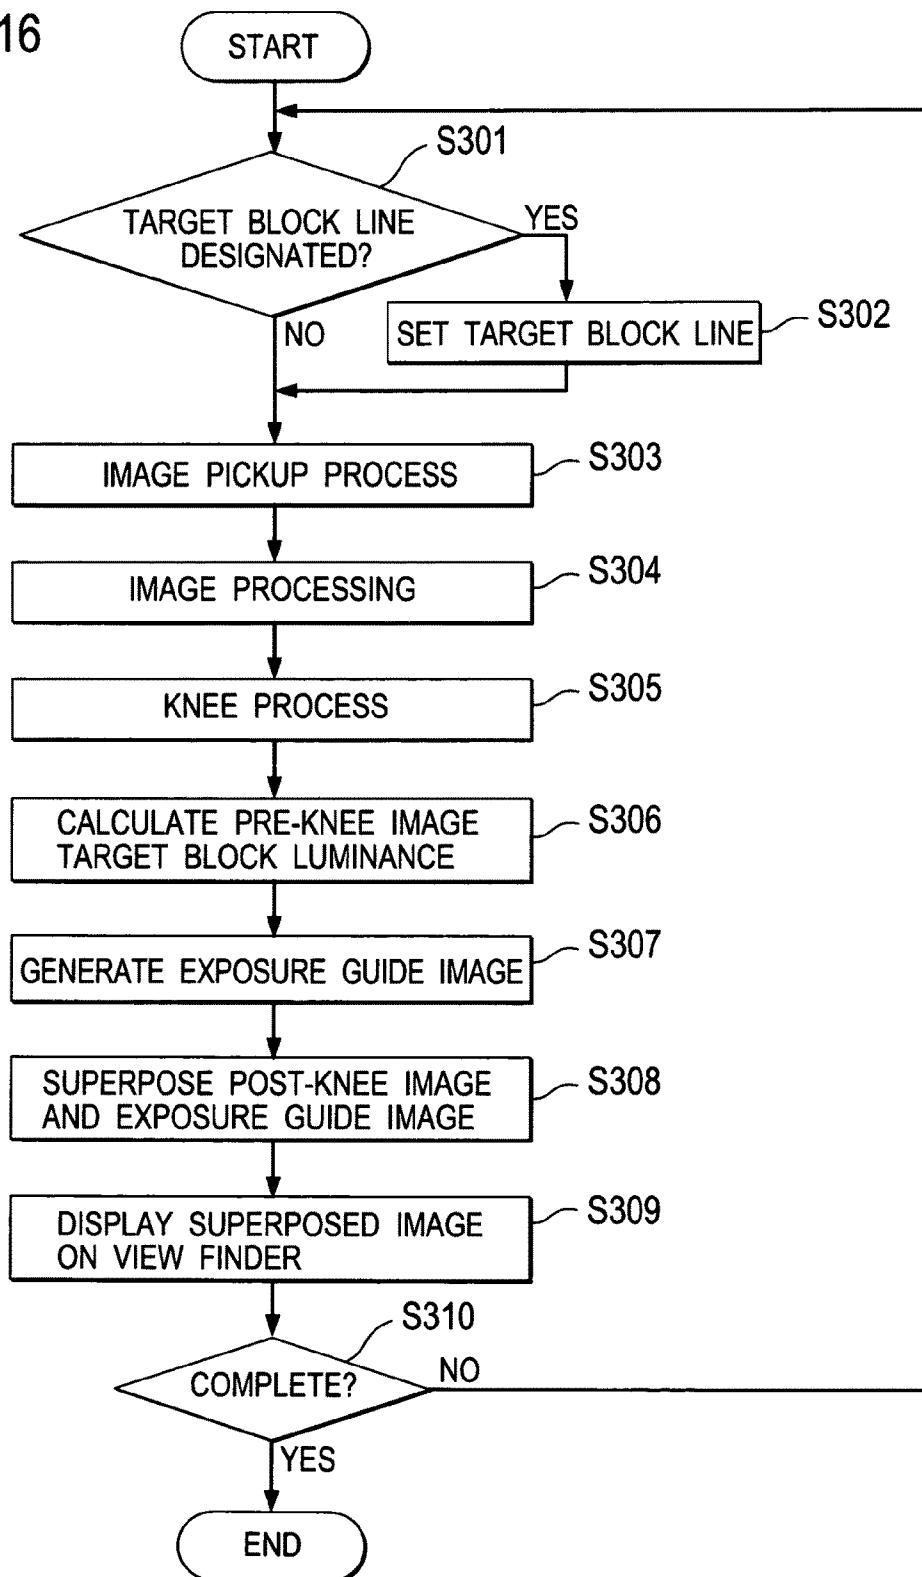 16
START
S301
TARGET BLOCK LINE
DESIGNATED?
YES
NO
SET TARGET BLOCK LINE
S302
IMAGE PICKUP PROCESS
S303
IMAGE PROCESSING
S304
KNEE PROCESS
S305
CALCULATE PRE-KNEE IMAGE
TARGET BLOCK LUMINANCE
S306
GENERATE EXPOSURE GUIDE IMAGE
S307
SUPERPOSE POST-KNEE IMAGE
AND EXPOSURE GUIDE IMAGE
S308
DISPLAY SUPERPOSED IMAGE
ON VIEW FINDER
S309
S310
COMPLETE?
NO
YES
END